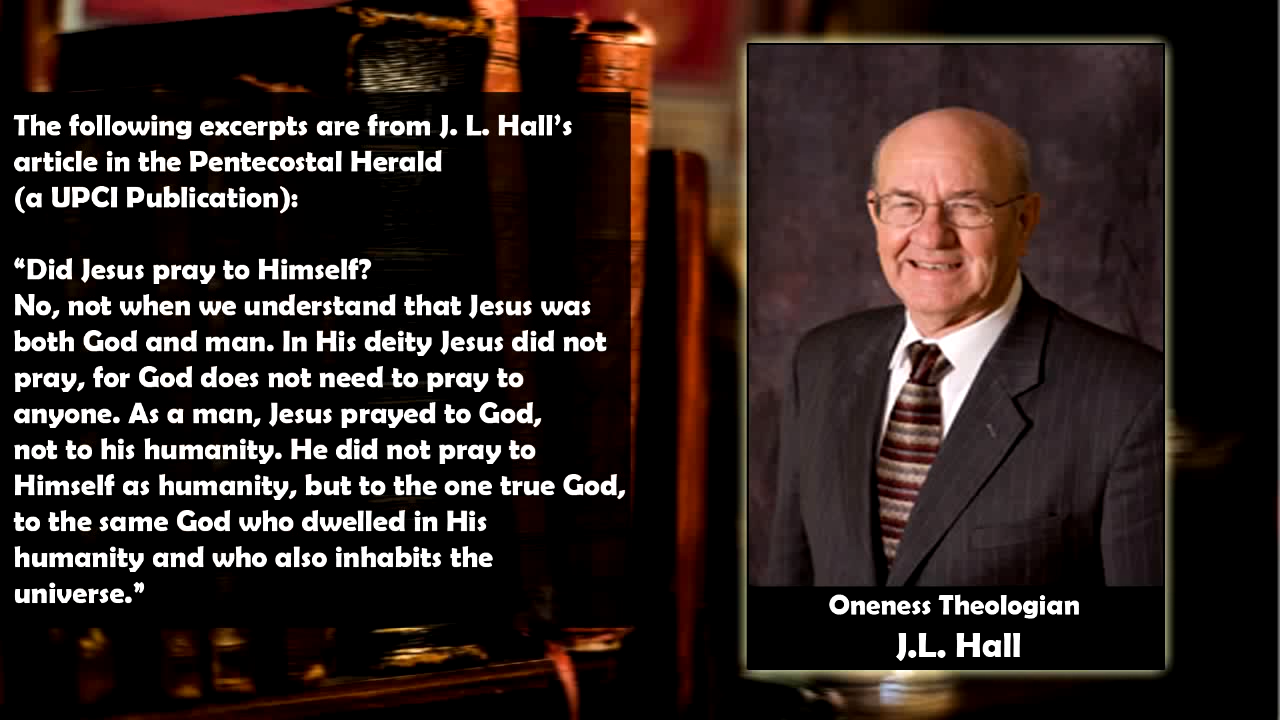 The following excerpts are from J. L. Hall’s
article in the Pentecostal Herald
(a UPCI Publication):
“Did Jesus pray to Himself?
No, not when we understand that Jesus was
both God and man. In His deity Jesus did not
pray, for God does not need to pray to
anyone. As a man, Jesus prayed to God,
not to his humanity. He did not pray to
Himself as humanity, but to the one true God,
to the same God who dwelled in His
humanity and who also inhabits the
universe.”
Oneness Theologian
J.L. Hall